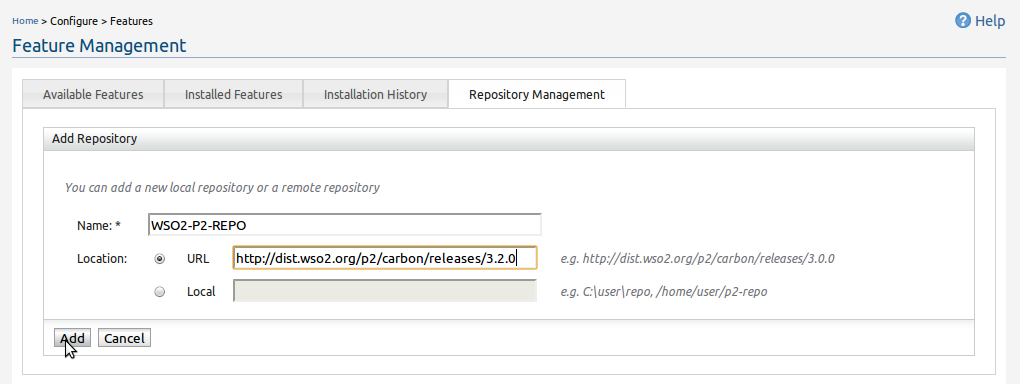 Home > Configure > Features
? Help
Feature Management
Available Features Installed Features Installation History Repository Management
Add Repository
You can add a new local repository or a remote repository
Name: * WSO2-P2-REPO
Location: URL http://dist.wso2.org/p2/carbon/releases/3.2.0 e.g. http://dist.wso2.org/p2/carbon/releases/3.0.0
Local e.g. C:\user\repo, /home/user/p2-repo
Add Cancel